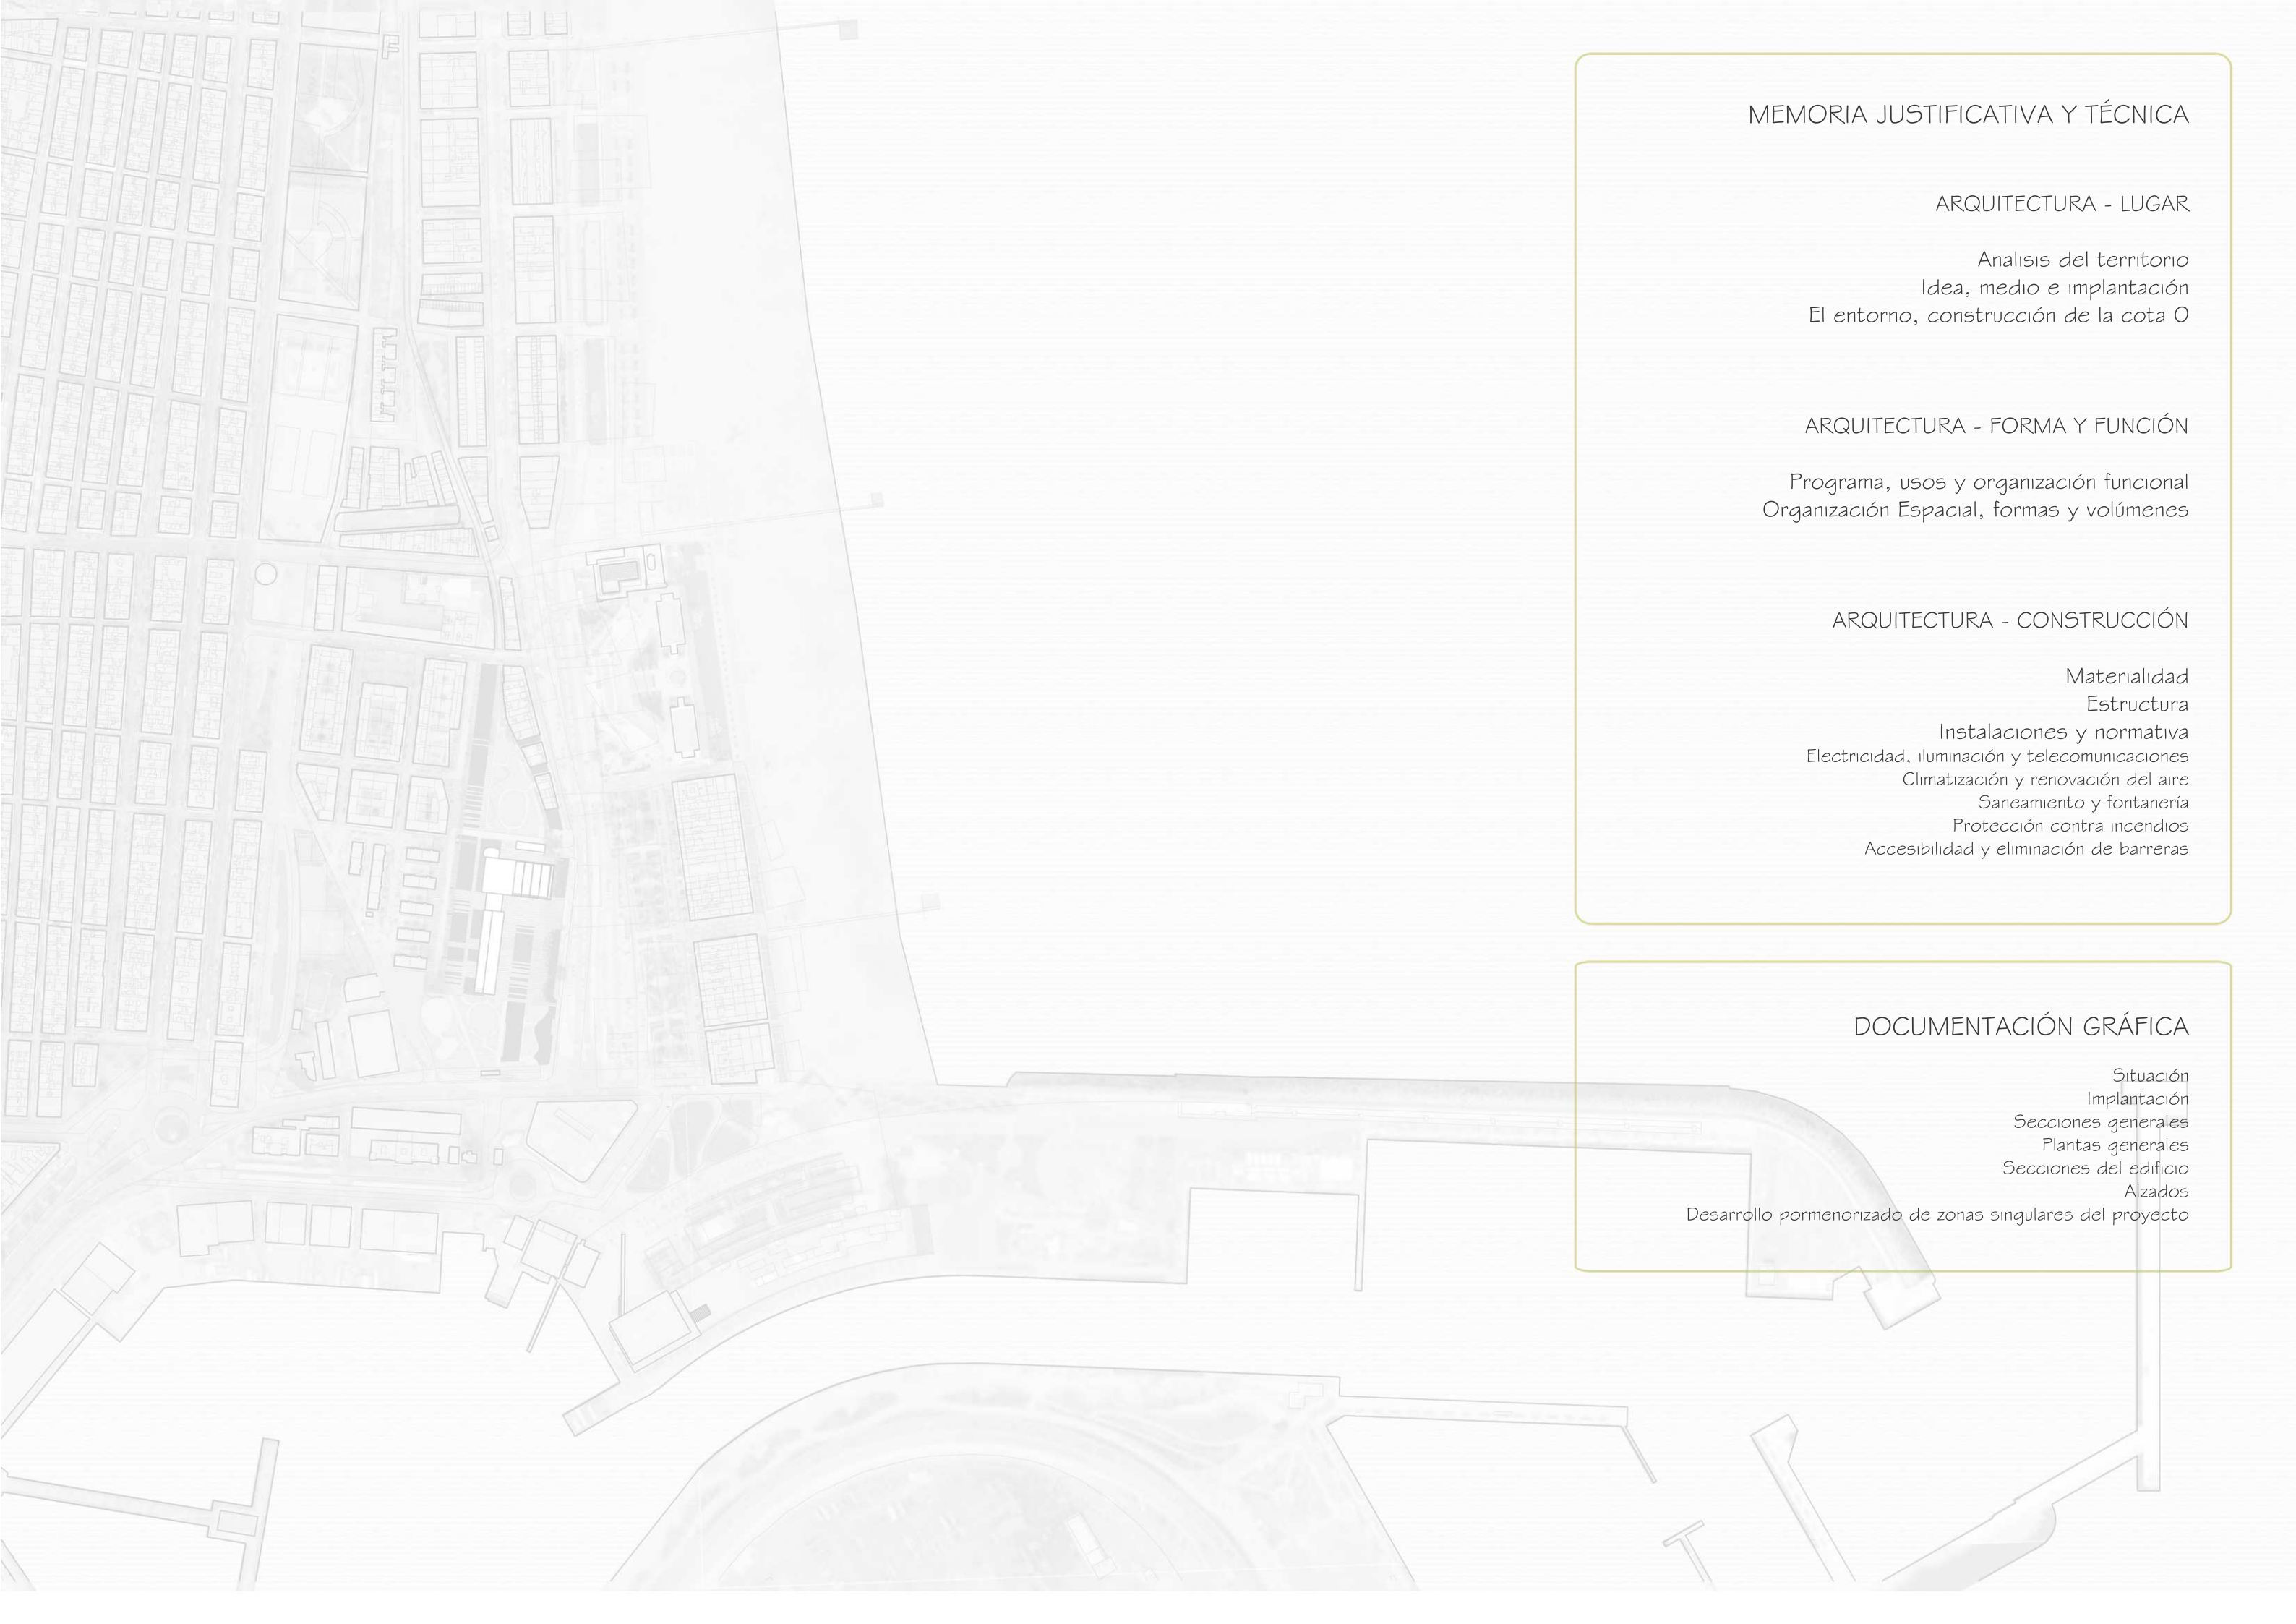 MEMORIA JUSTIFICATIVA Y TÉCNICA
ARQUITECTURA - LUGAR
Analisis del territorio
Idea, medio e implantación
El entorno, construcción de la cota 0
ARQUITECTURA - FORMA Y FUNCIÓN
Programa, usos y organización funcional
Organización Espacial, formas y volúmenes
ARQUITECTURA - CONSTRUCCIÓN
Materialidad
Estructura
Instalaciones y normativa
Electricidad, iluminación y telecomunicaciones
Climatización y renovación del aire
Saneamiento y fontanería
Protección contra incendios
Accesibilidad y eliminación de barreras
DOCUMENTACIÓN GRÁFICA
Situación
Implantación
Secciones generales
Plantas generales
Secciones del edificio
Alzados
Desarrollo pormenorizado de zonas singulares del proyecto